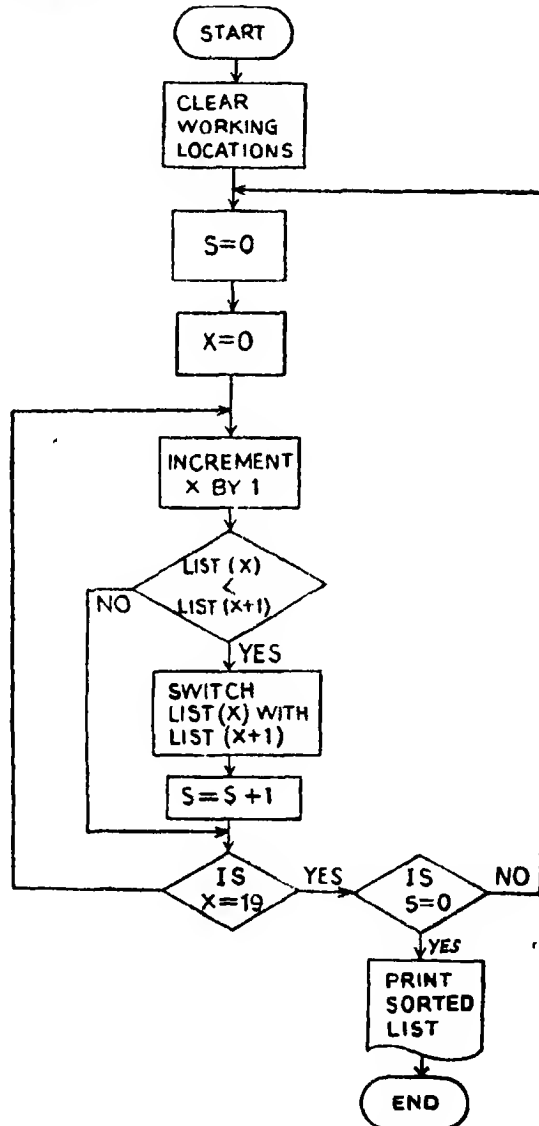 START
CLEAR
WORKING
LOCATIONS
S=0
X=0
INCREMENT
X BY 1
LIST (X)
<
LIST (X+1)
NO
YES
SWITCH
LIST (X) WITH
LIST (X+1)
S=S+1
IS
X=19
YES
IS
S=0
NO
YES
PRINT
SORTED
LIST
END